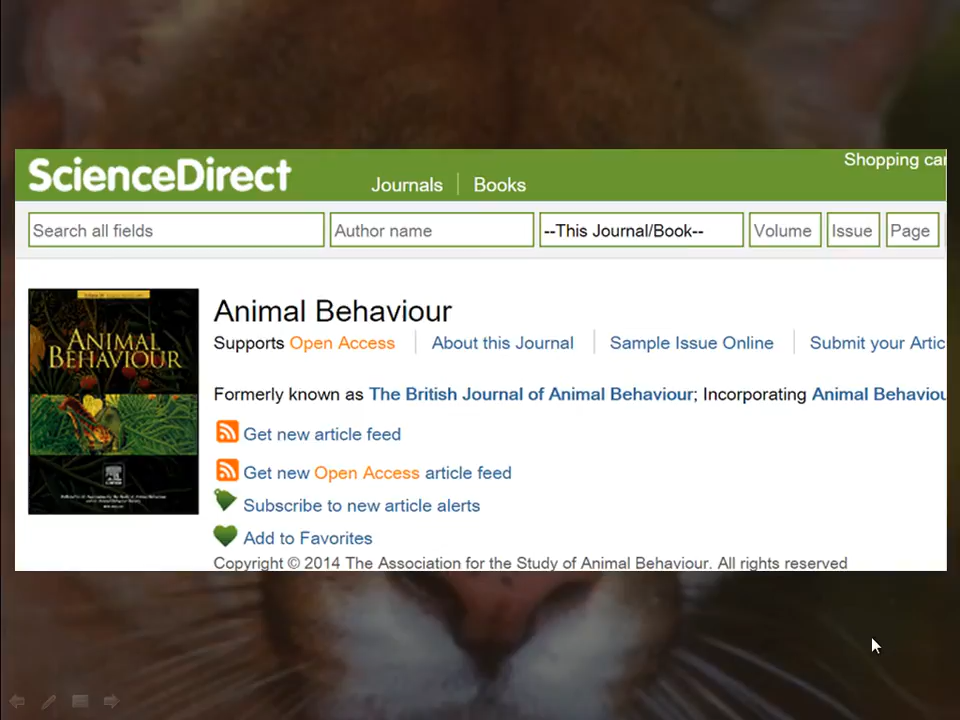 Shopping
ScienceDirect
Journals
Books
Search all fields
Author name
--This Journal/Book--
Volume
Issue
Page
ANIMAL
BEHAVIOUR
Animal Behaviour
Supports Open Access
About this Journal
Sample Issue Online
Submit your
Formerly known as The British Journal of Animal Behaviour; Incorporating Animal
Get new article feed
Get new Open Access article feed
Subscribe to new article alerts
Add to Favorites
Copyright © 2014 The Association for the Study of Animal Behaviour. All rights reserved